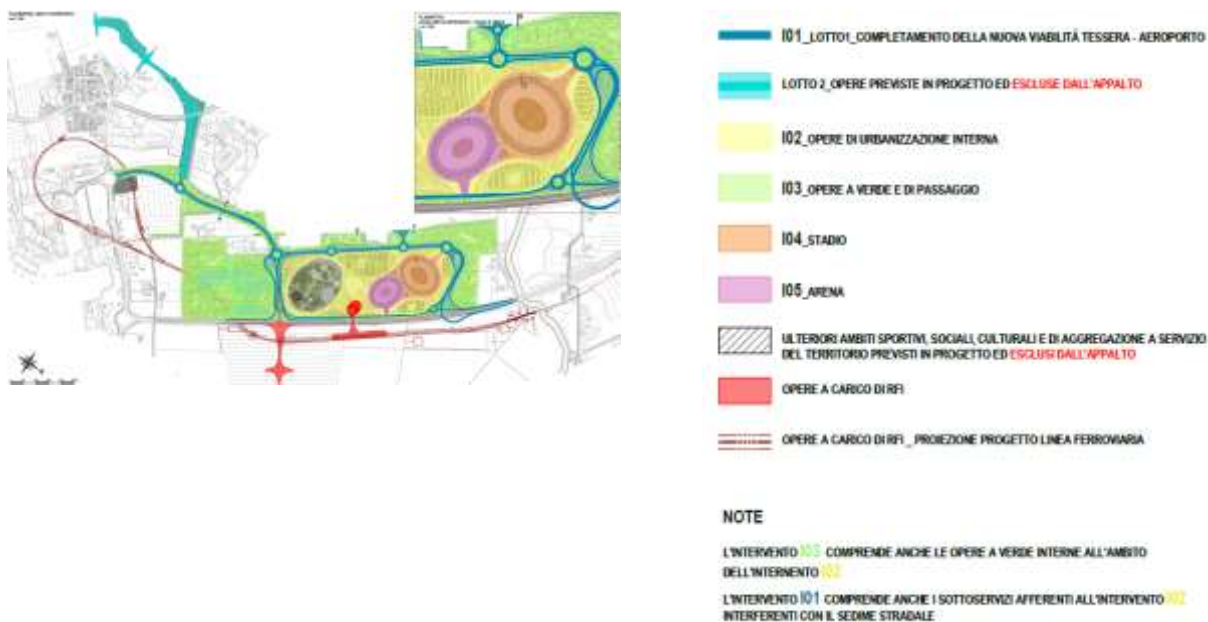 I01_LOTTO1_COMPLETAMENTO DELLA NUOVA VIABILITÁ TESSERA - AEROPORTO
LOTTO 2_OPERE PREVISTE IN PROGETTO ED ESCLUSE DALL'APPALTO
I02_OPERE DI URBANIZZAZIONE INTERNA
I03_OPERE A VERDE E DI PASSAGGIO
I04_STADIO
I05_ARENA
ULTERIORI AMBITI SPORTIVI, SOCIALI, CULTURALI E DI AGGREGAZIONE A SERVIZIO
DEL TERRITORIO PREVISTI IN PROGETTO ED ESCLUSI DALL'APPALTO
OPERE A CARICO DI RFI
OPERE A CARICO DI RFI_ PROIEZIONE PROGETTO LINEA FERROVIARIA
NOTE
L'INTERVENTO I03 COMPRENDE ANCHE LE OPERE A VERDE INTERNE ALL'AMBITO
DELL'INTERNENTO I02
L'INTERVENTO I01 COMPRENDE ANCHE I SOTTOSERVIZI AFFERENTI ALL'INTERVENTO I02
INTERFERENTI CON IL SEDIME STRADALE